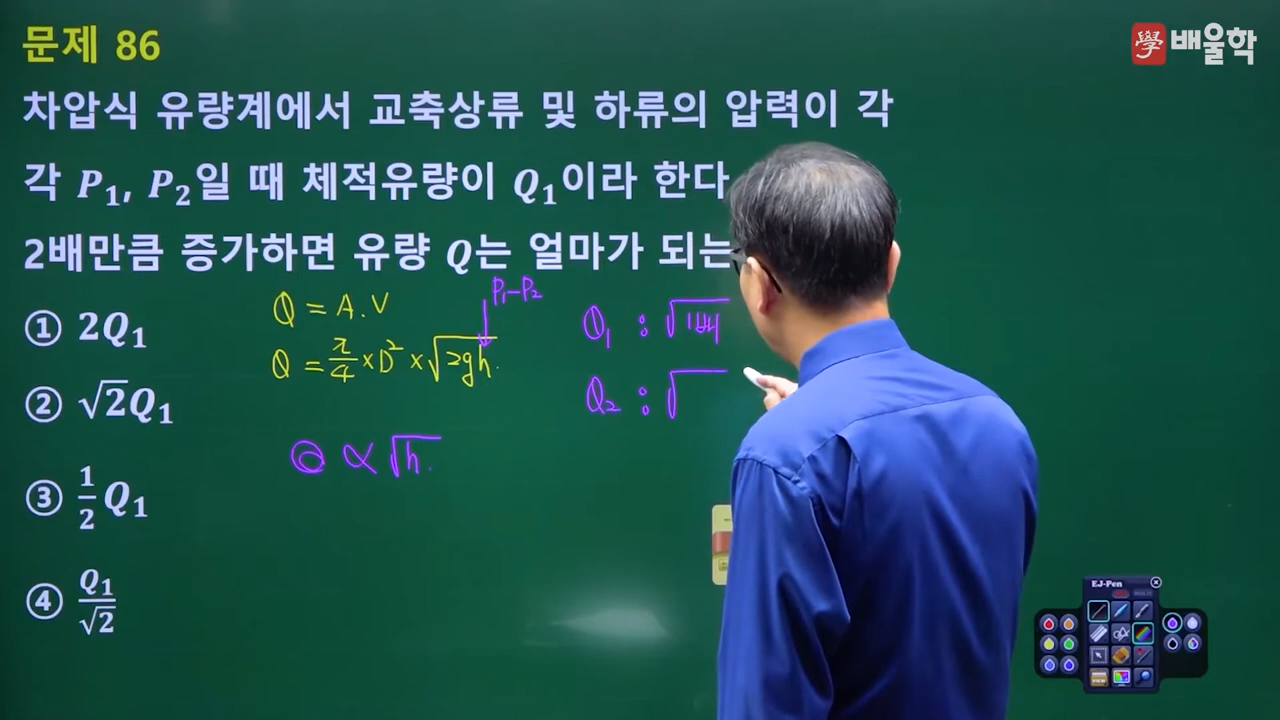 문제 86
學 배울학
차압식 유량계에서 교축상류 및 하류의 압력이 각
각 P₁, P₂일 때 체적유량이 Q₁이라 한다
2배만큼 증가하면 유량 Q는 얼마가 되는
① 2Q₁
② √2Q₁
③ 1/2 Q₁
④ Q₁/√2
Q = A.V
P₁-P₂
Q = π/4 × D² × √2gh.
Q ∝ √h.
Q₁ : √1배
Q₂ : √
EJ-Pen